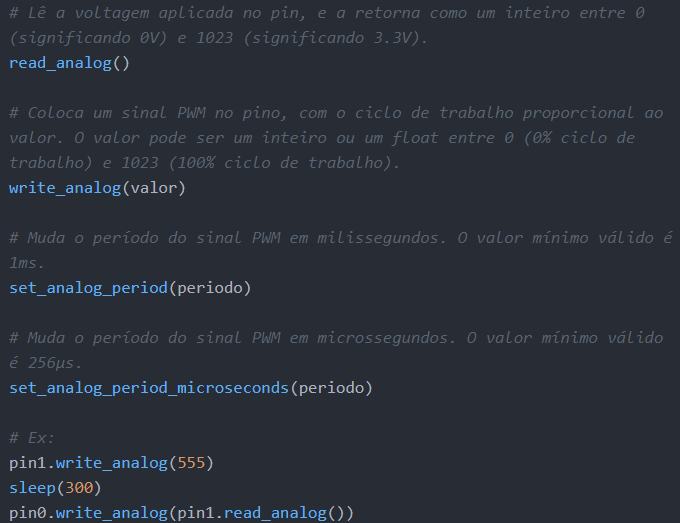 # Lê a voltagem aplicada no pin, e a retorna como um inteiro entre 0
(significando 0V) e 1023 (significando 3.3V).
read_analog()
# Coloca um sinal PWM no pino, com o ciclo de trabalho proporcional ao
valor. O valor pode ser um inteiro ou um float entre 0 (0% ciclo de
trabalho) e 1023 (100% ciclo de trabalho).
write_analog(valor)
# Muda o período do sinal PWM em milissegundos. O valor mínimo válido é
1ms.
set_analog_period(periodo)
# Muda o período do sinal PWM em microssegundos. O valor mínimo válido
é 256µs.
set_analog_period_microseconds(periodo)
# Ex:
pin1.write_analog(555)
sleep(300)
pin0.write_analog(pin1.read_analog())